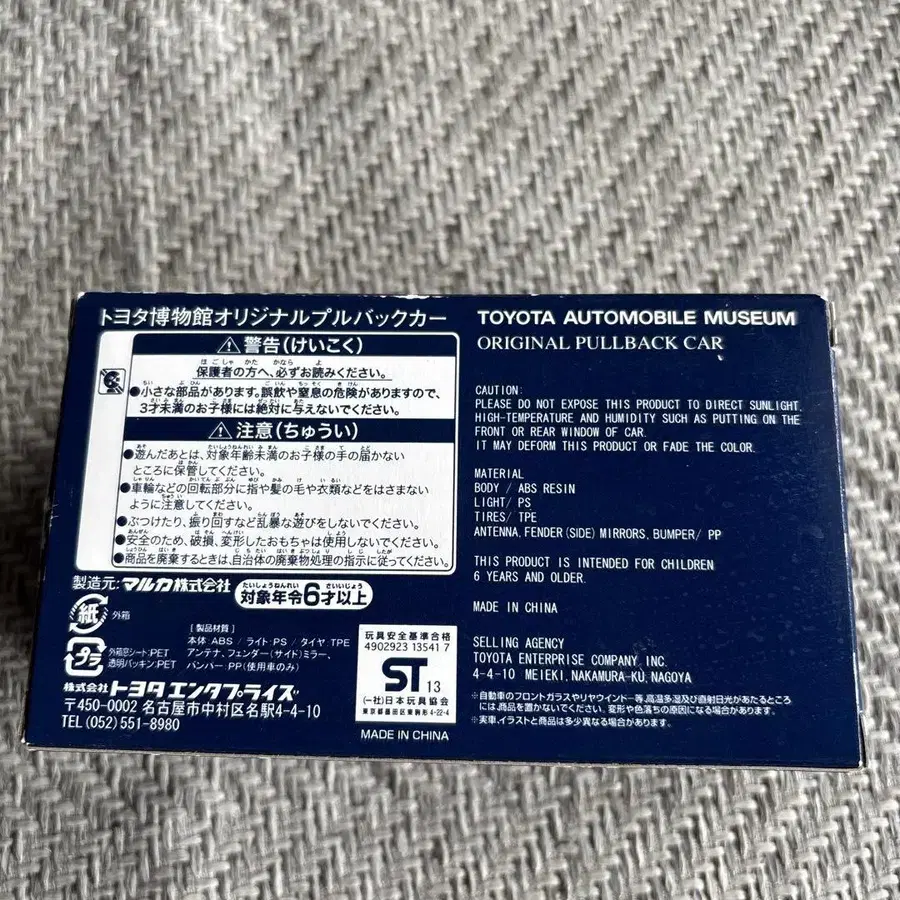 トヨタ博物館オリジナルプルバックカー
⚠警告(けいこく)
保護者の方へ、必ずお読みください。
●小さな部品があります。誤飲や窒息の危険がありますので、
3才未満のお子様には絶対に与えないでください。
⚠注意(ちゅうい)
●遊んだあとは、対象年齢未満のお子様の手の届かない
ところに保管してください。
●車輪などの回転部分に指や髪の毛や衣類などをはさまない
ように注意してください。
●ぶつけたり、振り回すなど乱暴な遊びをしないでください。
●安全のため、破損、変形したおもちゃは使用しないでください。
●商品を廃棄するときは、自治体の廃棄物処理の指示に従ってください。
製造元:マルカ株式会社
対象年令6才以上
たいしょうねんれい さいいじょう
紙 外箱
[製品材質]
本体:ABS/ライト:PS/タイヤ:TPE
アンテナ、フェンダー(サイド)ミラー、
バンパー:PP(使用車のみ)
プラ
外箱窓シート:PET
透明パッキン:PET
株式会社トヨタエンタプライズ
〒450-0002 名古屋市中村区名駅4-4-10
TEL(052)551-8980
玩具安全基準合格
4902923 13541 7
ST 13
(一社)日本玩具協会
東京都墨田区東駒形4-22-4
MADE IN CHINA
TOYOTA AUTOMOBILE MUSEUM
ORIGINAL PULLBACK CAR
CAUTION:
PLEASE DO NOT EXPOSE THIS PRODUCT TO DIRECT SUNLIGHT.
HIGH-TEMPERATURE AND HUMIDITY SUCH AS PUTTING ON THE
FRONT OR REAR WINDOW OF CAR.
IT MAY DEFORM THIS PRODUCT OR FADE THE COLOR.
MATERIAL
BODY/ ABS RESIN
LIGHT/ PS
TIRES/ TPE
ANTENNA, FENDER(SIDE) MIRRORS, BUMPER/ PP
THIS PRODUCT IS INTENDED FOR CHILDREN
6 YEARS AND OLDER.
MADE IN CHINA
SELLING AGENCY
TOYOTA ENTERPRISE COMPANY, INC.
4-4-10 MEIEKI, NAKAMURA-KU, NAGOYA
※自動車のフロントガラスやリヤウインドー等、高温多湿及び直射日光があたるところ
には、商品を置かないでください。変形や色落ちの原因になる場合があります。
※実車、イラストと商品は多少異なる場合があります。